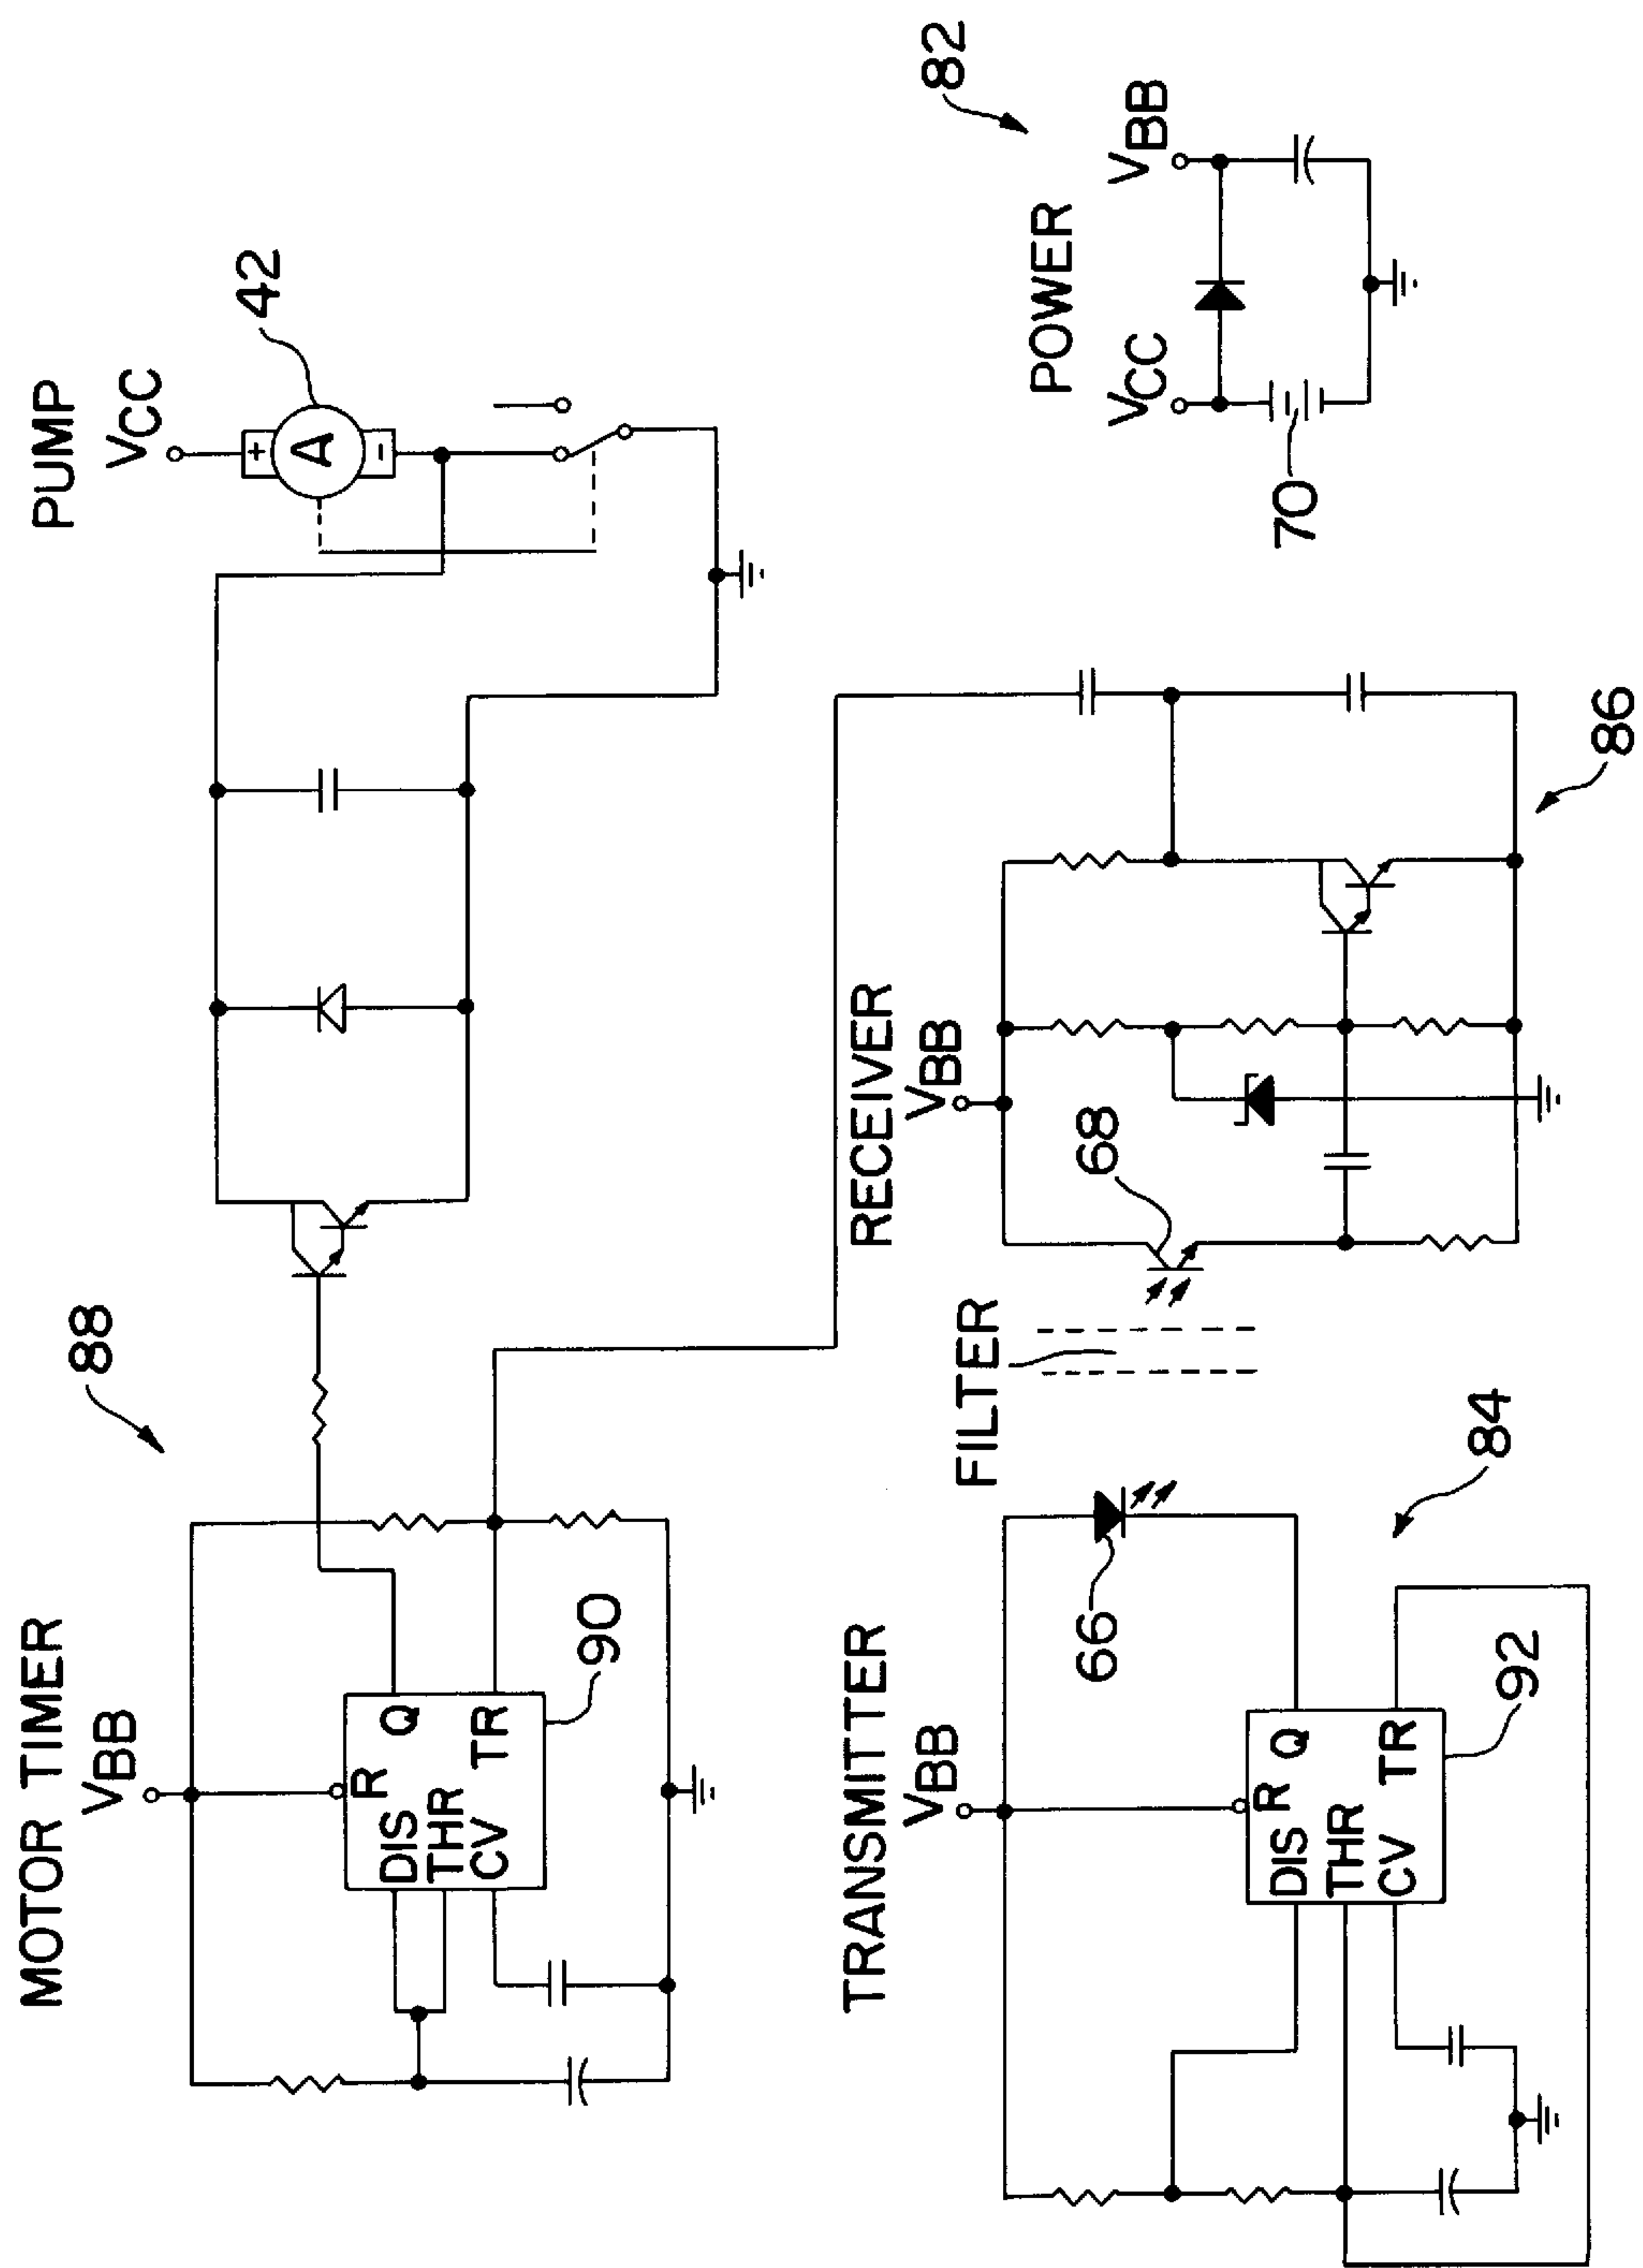 MOTOR TIMER
VBB
88
R
DIS
Q
THR
CV
TR
90
PUMP
VCC
42
+
A
-
TRANSMITTER
VBB
66
R
DIS
Q
THR
CV
TR
92
84
FILTER
RECEIVER
VBB
68
86
POWER
82
VCC
VBB
70